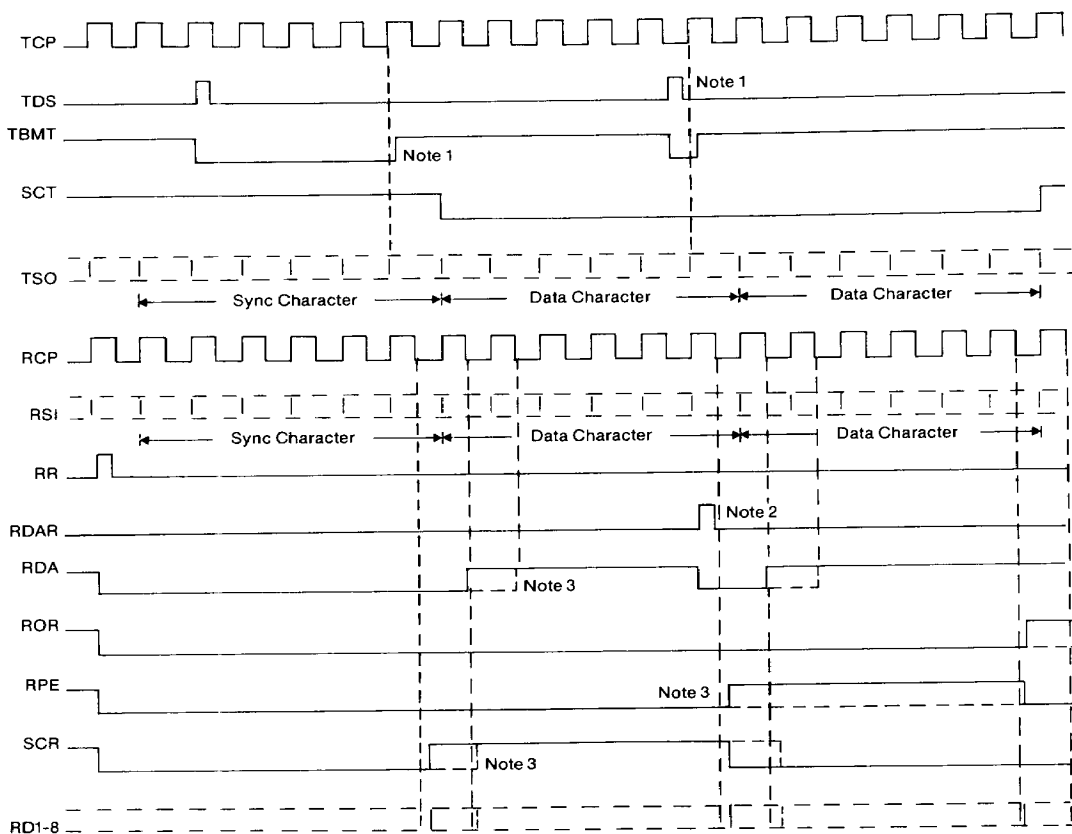 TCP
TDS
Note 1
TBMT
Note 1
SCT
TSO
Sync Character
Data Character
Data Character
RCP
RSI
Sync Character
Data Character
Data Character
RR
RDAR
Note 2
RDA
Note 3
ROR
RPE
Note 3
SCR
Note 3
RD1-8